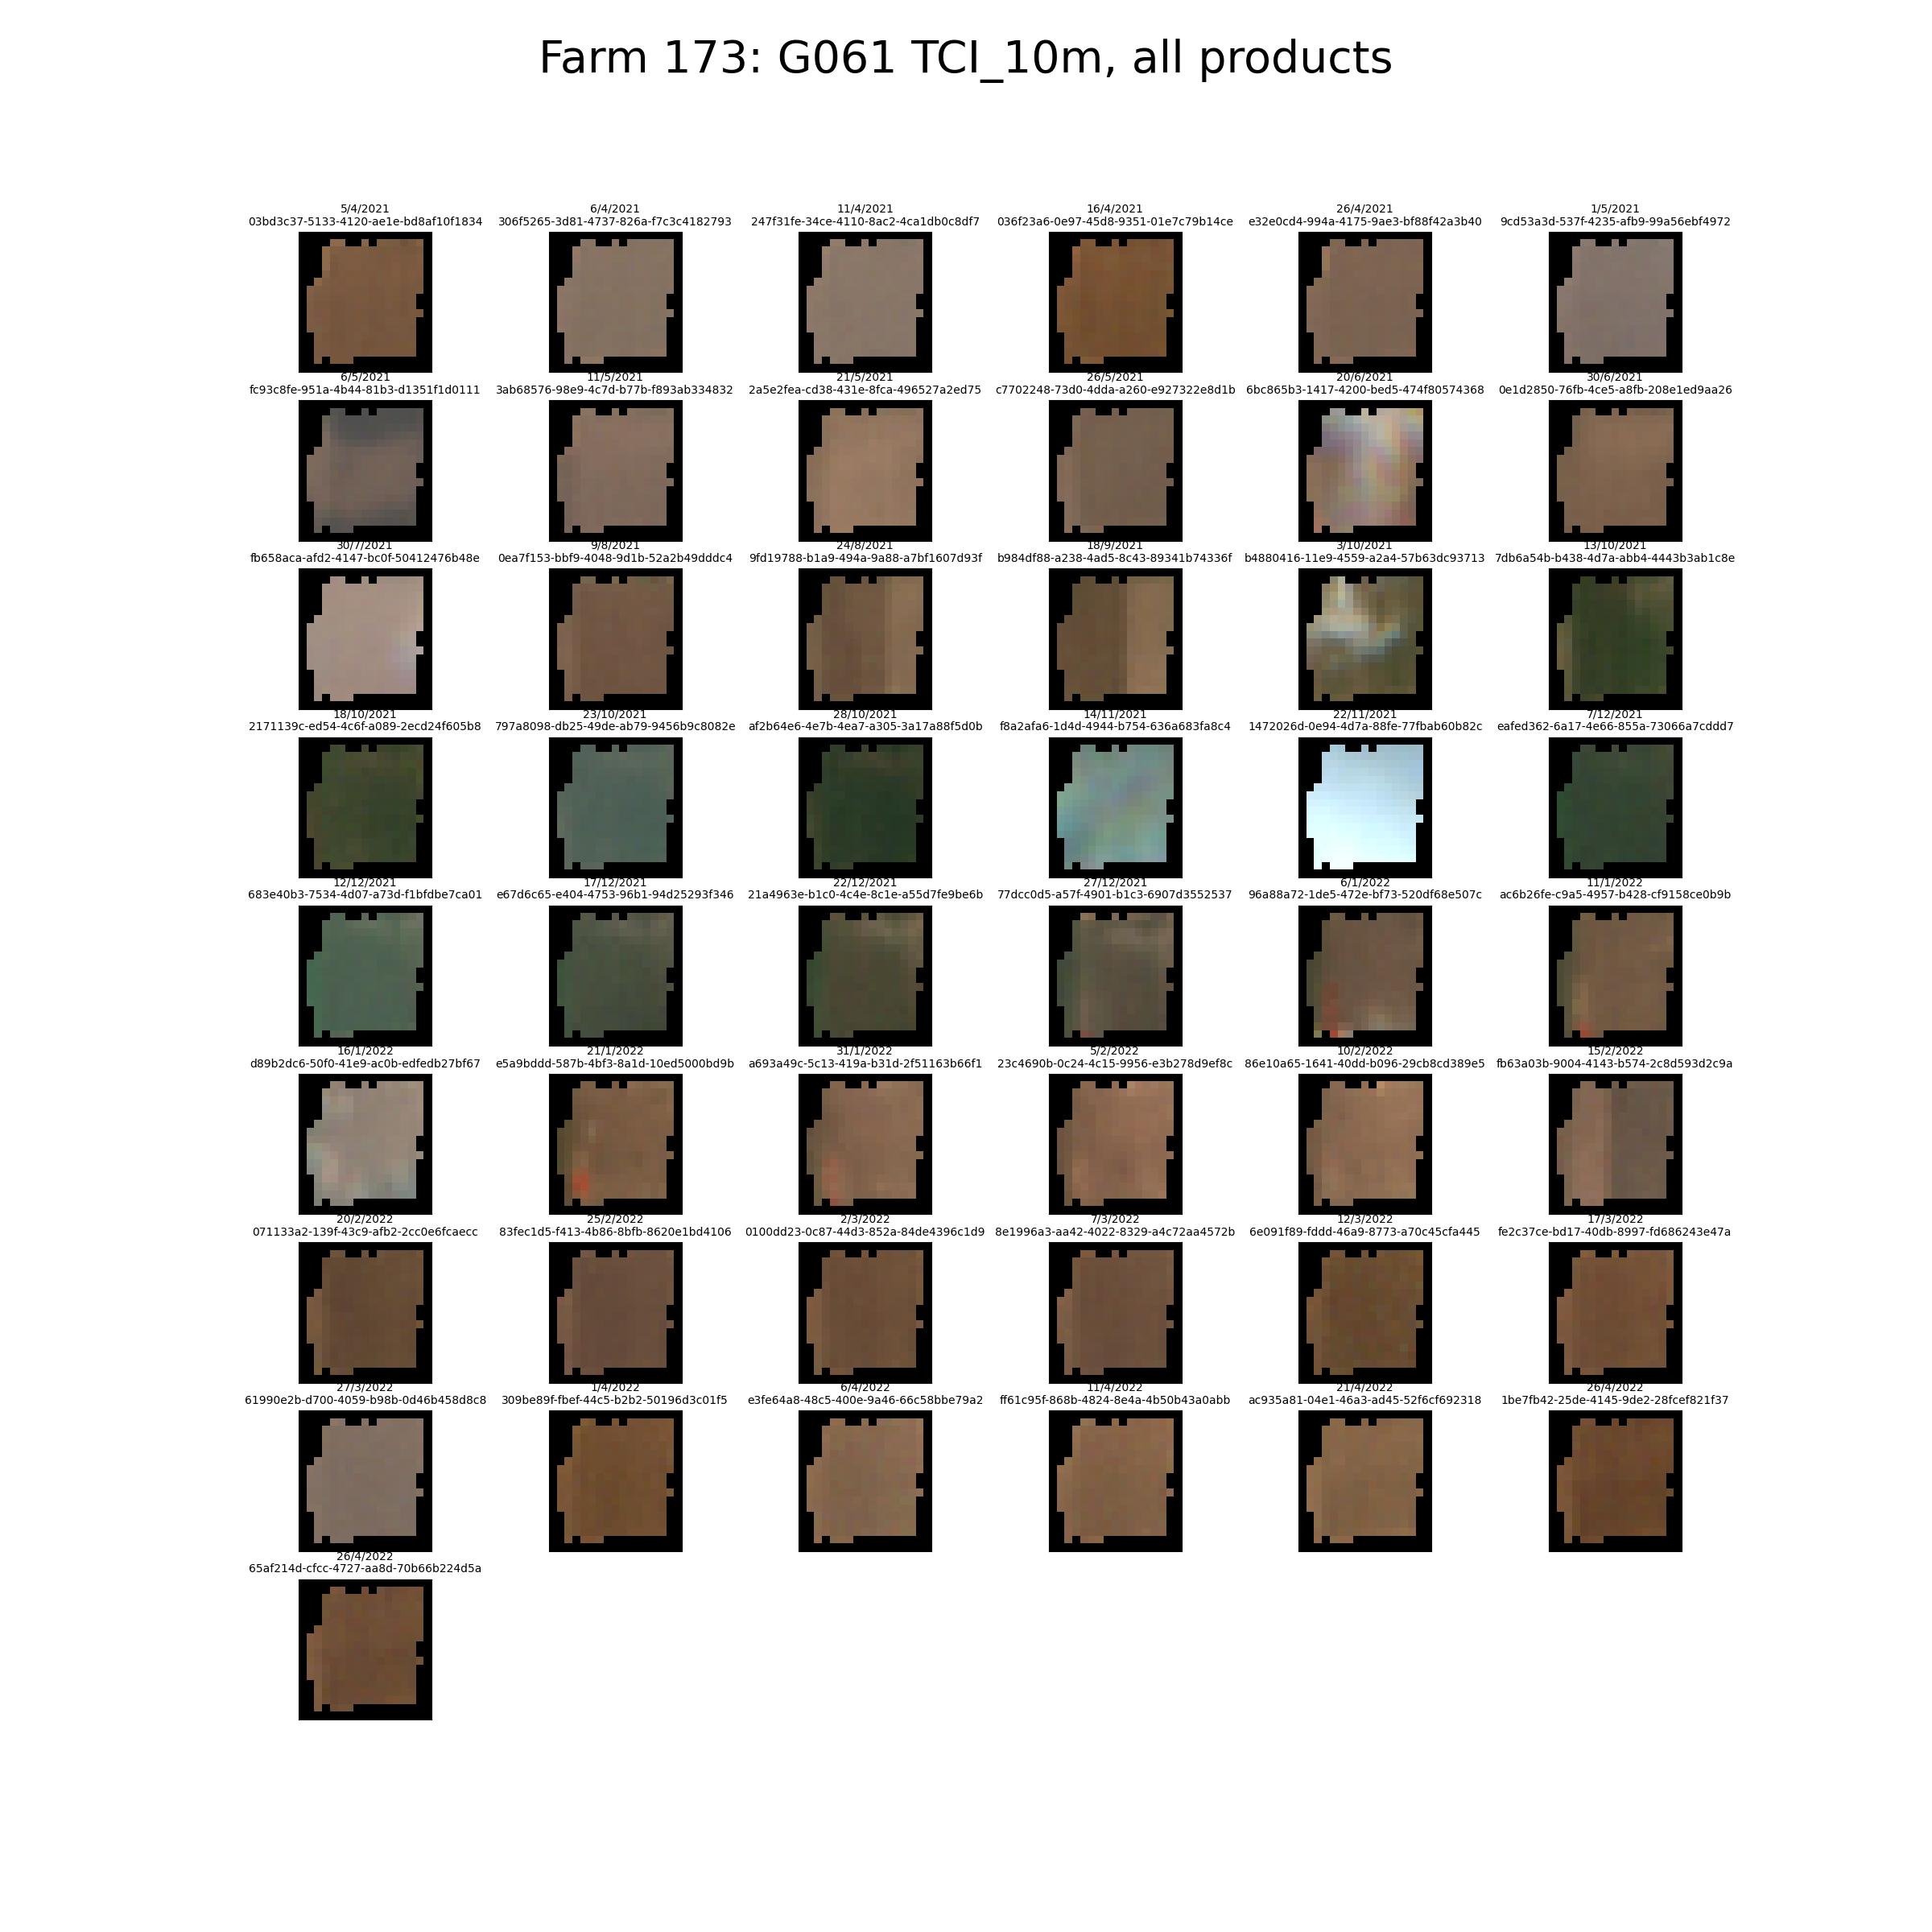 Farm 173: G061 TCI_10m, all products
5/4/2021
03bd3c37-5133-4120-ae1e-bd8af10f1834
6/4/2021
306f5265-3d81-4737-826a-f7c3c4182793
11/4/2021
247f31fe-34ce-4110-8ac2-4ca1db0c8df7
16/4/2021
036f23a6-0e97-45d8-9351-01e7c79b14ce
26/4/2021
e32e0cd4-994a-4175-9ae3-bf88f42a3b40
1/5/2021
9cd53a3d-537f-4235-afb9-99a56ebf4972
6/5/2021
fc93c8fe-951a-4b44-81b3-d1351f1d0111
11/5/2021
3ab68576-98e9-4c7d-b77b-f893ab334832
21/5/2021
2a5e2fea-cd38-431e-8fca-496527a2ed75
26/5/2021
c7702248-73d0-4dda-a260-e927322e8d1b
20/6/2021
6bc865b3-1417-4200-bed5-474f80574368
30/6/2021
0e1d2850-76fb-4ce5-a8fb-208e1ed9aa26
30/7/2021
fb658aca-afd2-4147-bc0f-50412476b48e
9/8/2021
0ea7f153-bbf9-4048-9d1b-52a2b49dddc4
24/8/2021
9fd19788-b1a9-494a-9a88-a7bf1607d93f
18/9/2021
b984df88-a238-4ad5-8c43-89341b74336f
3/10/2021
b4880416-11e9-4559-a2a4-57b63dc93713
13/10/2021
7db6a54b-b438-4d7a-abb4-4443b3ab1c8e
18/10/2021
2171139c-ed54-4c6f-a089-2ecd24f605b8
23/10/2021
797a8098-db25-49de-ab79-9456b9c8082e
28/10/2021
af2b64e6-4e7b-4ea7-a305-3a17a88f5d0b
14/11/2021
f8a2afa6-1d4d-4944-b754-636a683fa8c4
22/11/2021
1472026d-0e94-4d7a-88fe-77fbab60b82c
7/12/2021
eafed362-6a17-4e66-855a-73066a7cddd7
12/12/2021
683e40b3-7534-4d07-a73d-f1bfdbe7ca01
17/12/2021
e67d6c65-e404-4753-96b1-94d25293f346
22/12/2021
21a4963e-b1c0-4c4e-8c1e-a55d7fe9be6b
27/12/2021
77dcc0d5-a57f-4901-b1c3-6907d3552537
6/1/2022
96a88a72-1de5-472e-bf73-520df68e507c
11/1/2022
ac6b26fe-c9a5-4957-b428-cf9158ce0b9b
16/1/2022
d89b2dc6-50f0-41e9-ac0b-edfedb27bf67
21/1/2022
e5a9bddd-587b-4bf3-8a1d-10ed5000bd9b
31/1/2022
a693a49c-5c13-419a-b31d-2f51163b66f1
5/2/2022
23c4690b-0c24-4c15-9956-e3b278d9ef8c
10/2/2022
86e10a65-1641-40dd-b096-29cb8cd389e5
15/2/2022
fb63a03b-9004-4143-b574-2c8d593d2c9a
20/2/2022
071133a2-139f-43c9-afb2-2cc0e6fcaecc
25/2/2022
83fec1d5-f413-4b86-8bfb-8620e1bd4106
2/3/2022
0100dd23-0c87-44d3-852a-84de4396c1d9
7/3/2022
8e1996a3-aa42-4022-8329-a4c72aa4572b
12/3/2022
6e091f89-fddd-46a9-8773-a70c45cfa445
17/3/2022
fe2c37ce-bd17-40db-8997-fd686243e47a
27/3/2022
61990e2b-d700-4059-b98b-0d46b458d8c8
1/4/2022
309be89f-fbef-44c5-b2b2-50196d3c01f5
6/4/2022
e3fe64a8-48c5-400e-9a46-66c58bbe79a2
11/4/2022
ff61c95f-868b-4824-8e4a-4b50b43a0abb
21/4/2022
ac935a81-04e1-46a3-ad45-52f6cf692318
26/4/2022
1be7fb42-25de-4145-9de2-28fcef821f37
26/4/2022
65af214d-cfcc-4727-aa8d-70b66b224d5a